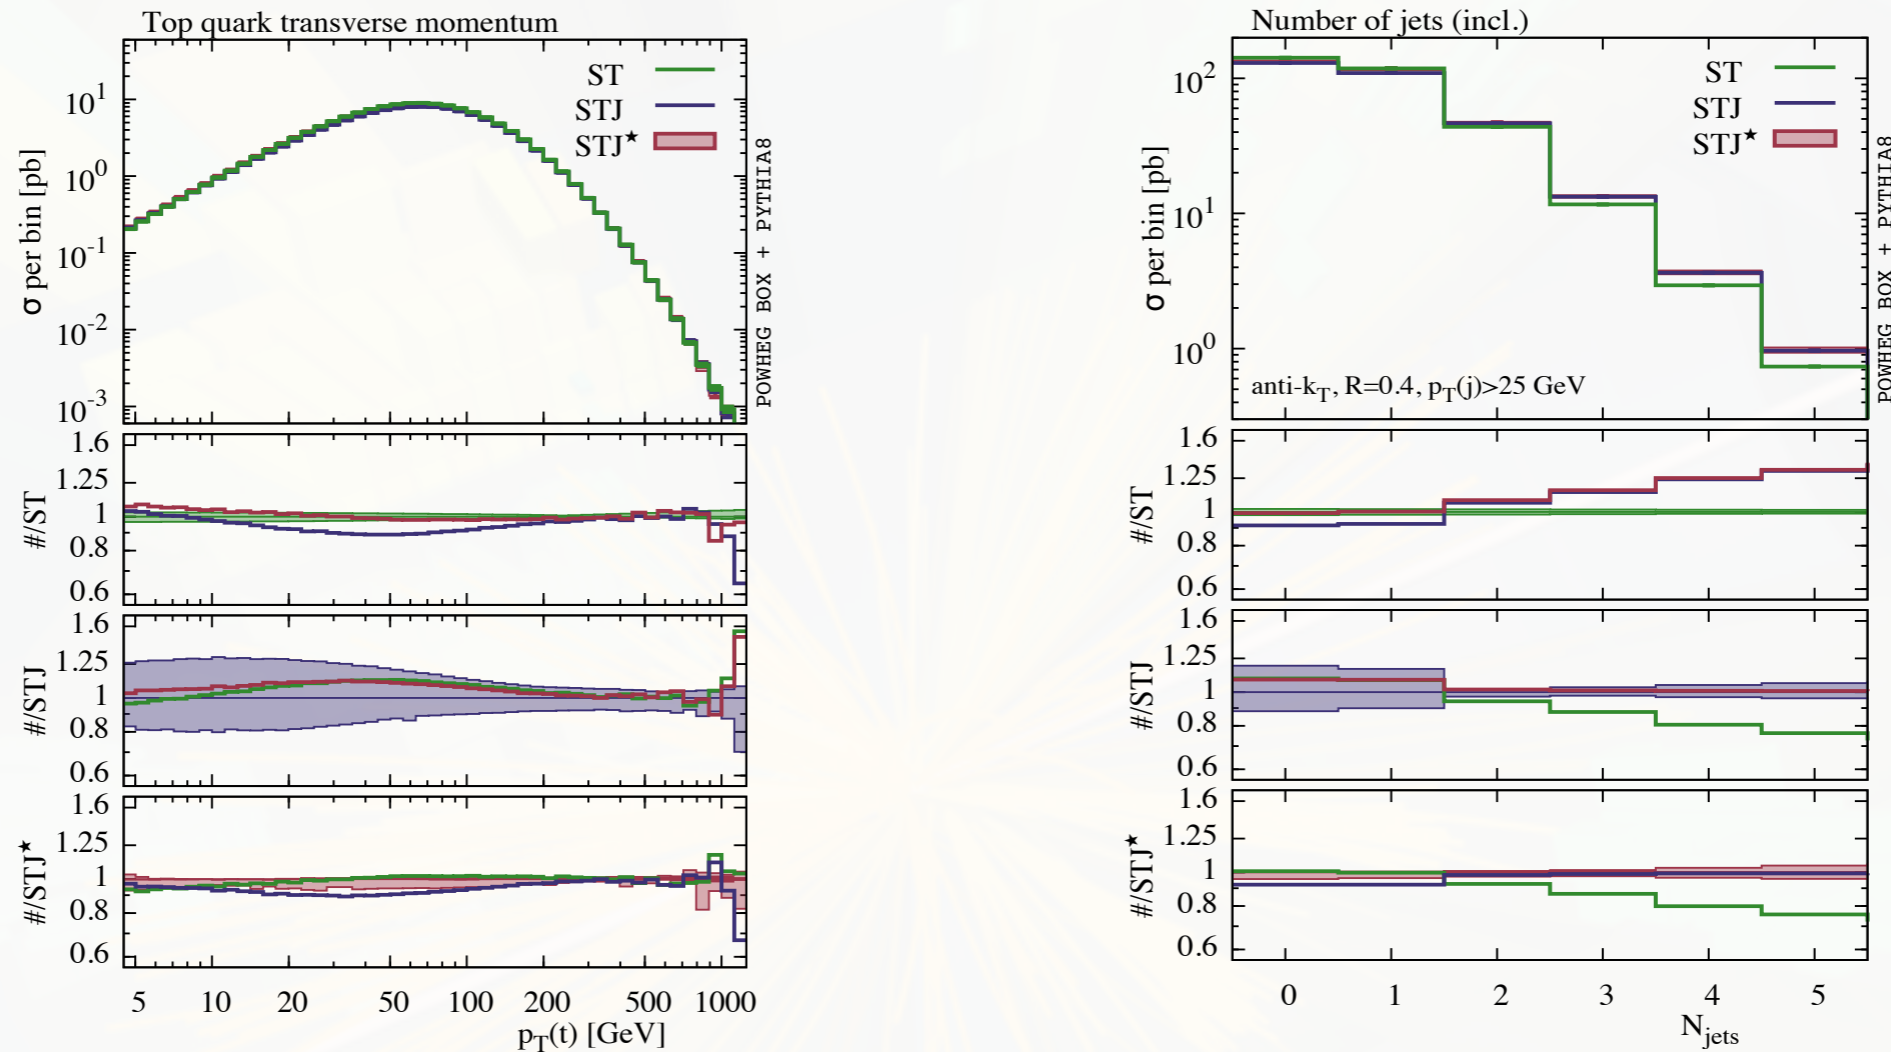 Top quark transverse momentum
ST
STJ
STJ★
σ per bin [pb]
10¹
10⁰
10⁻¹
10⁻²
10⁻³
POWHEG BOX + PYTHIA8
#/ST
1.6
1.25
1
0.8
0.6
#/STJ
1.6
1.25
1
0.8
0.6
#/STJ★
1.6
1.25
1
0.8
0.6
5 10 20 50 100 200 500 1000
p_T(t) [GeV]
Number of jets (incl.)
ST
STJ
STJ★
σ per bin [pb]
10²
10¹
10⁰
anti-k_T, R=0.4, p_T(j)>25 GeV
POWHEG BOX + PYTHIA8
#/ST
1.6
1.25
1
0.8
0.6
#/STJ
1.6
1.25
1
0.8
0.6
#/STJ★
1.6
1.25
1
0.8
0.6
0 1 2 3 4 5
N_jets